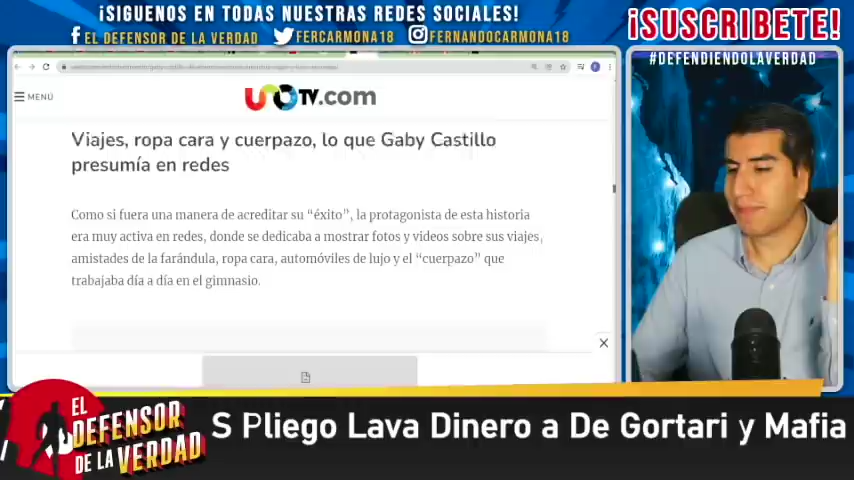 ¡SIGUENOS EN TODAS NUESTRAS REDES SOCIALES!
EL DEFENSOR DE LA VERDAD
FERCARMONA18
FERNANDOCARMONA18
¡SUSCRIBETE!
#DEFENDIENDOLAVERDAD
MENÚ
UNOTV.com
Viajes, ropa cara y cuerpazo, lo que Gaby Castillo
presumía en redes
Como si fuera una manera de acreditar su “éxito”, la protagonista de esta historia
era muy activa en redes, donde se dedicaba a mostrar fotos y videos sobre sus viajes,
amistades de la farándula, ropa cara, automóviles de lujo y el “cuerpazo” que
trabajaba día a día en el gimnasio.
EL
DEFENSOR
DE LA VERDAD
S Pliego Lava Dinero a De Gortari y Mafia